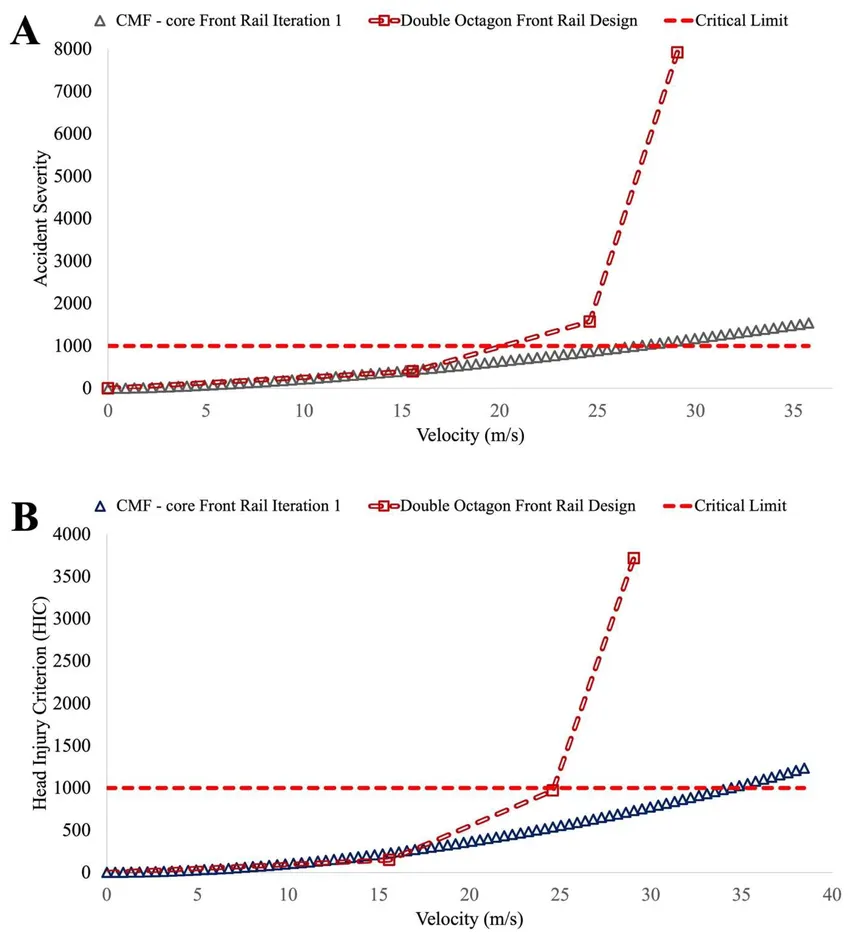 A
CMF - core Front Rail Iteration 1 Double Octagon Front Rail Design Critical Limit
8000
7000
6000
5000
4000
3000
2000
1000
0
Accident Severity
0 5 10 15 20 25 30 35
Velocity (m/s)
B
CMF - core Front Rail Iteration 1 Double Octagon Front Rail Design Critical Limit
4000
3500
3000
2500
2000
1500
1000
500
0
Head Injury Criterion (HIC)
0 5 10 15 20 25 30 35 40
Velocity (m/s)